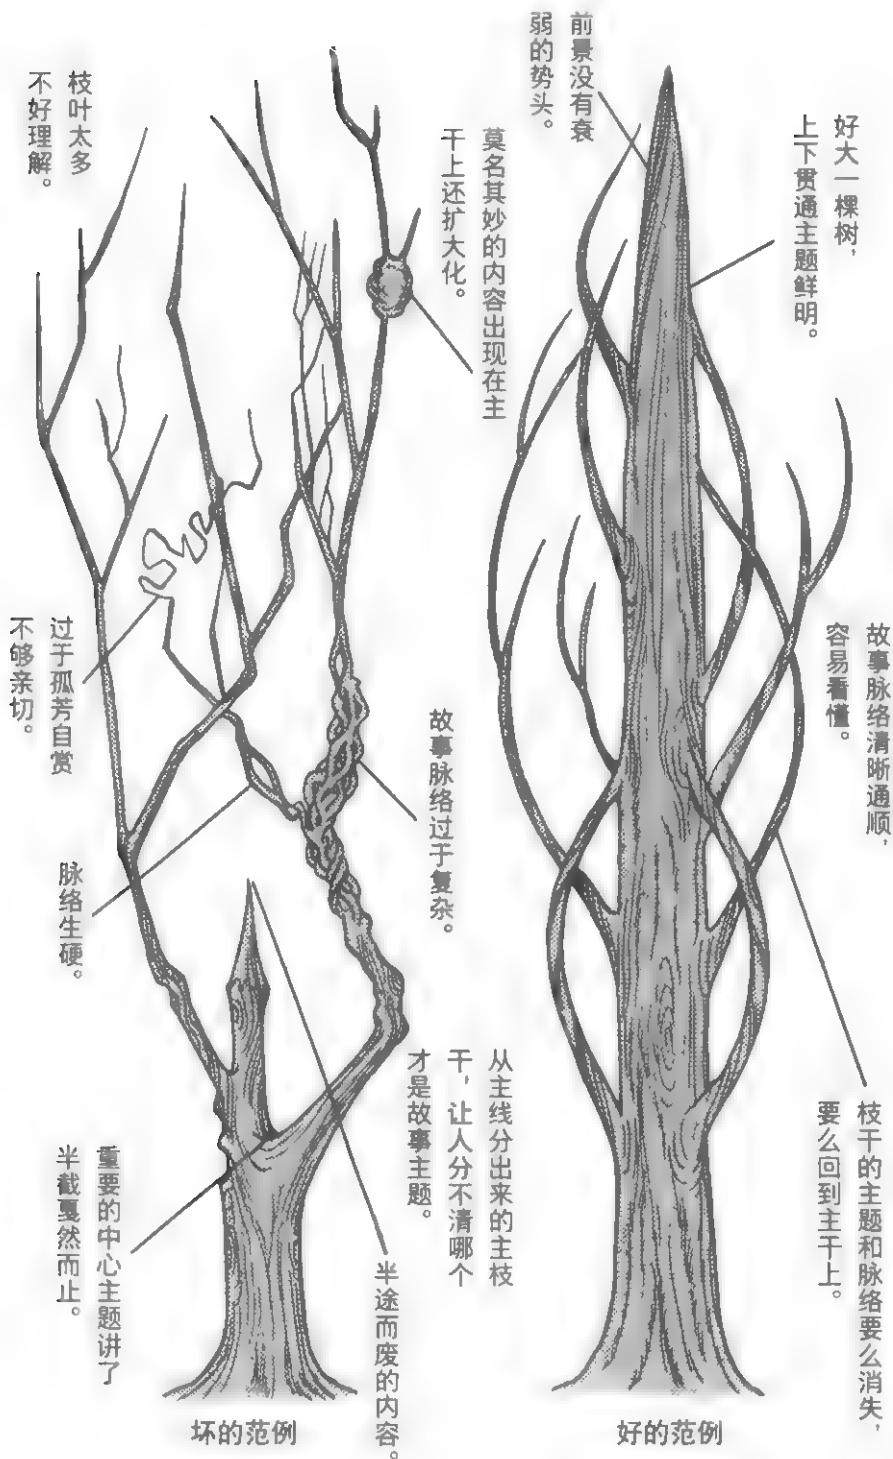 前景没有衰
弱的势头。
好大一棵树，
上下贯通主题鲜明。
故事脉络清晰通顺，
容易看懂。
枝干的主题和脉络要么消失，
要么回到主干上。
好的范例
莫名其妙的内容出现在主
干上还扩大化。
枝叶太多
不好理解。
故事脉络过于复杂。
过于孤芳自赏
不够亲切。
脉络生硬。
从主线分出来的主枝
干，让人分不清哪个
才是故事主题。
重要的中心主题讲了
半截戛然而止。
半途而废的内容。
坏的范例